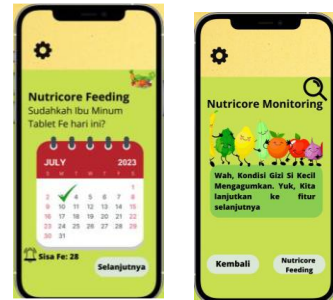 Nutricore Feeding
Sudahkah Ibu Minum
Tablet Fe hari ini?
JULY 2023
S M T W T F S
1
2 4 5 6 7 8
9 10 11 12 13 14 15
16 17 18 19 20 21 22
23 24 25 26 27 28 29
30 31
Sisa Fe: 28
Selanjutnya
Nutricore Monitoring
Wah, Kondisi Gizi Si Kecil
Mengagumkan. Yuk, Kita
lanjutkan ke fitur
selanjutnya
Kembali
Nutricore
Feeding